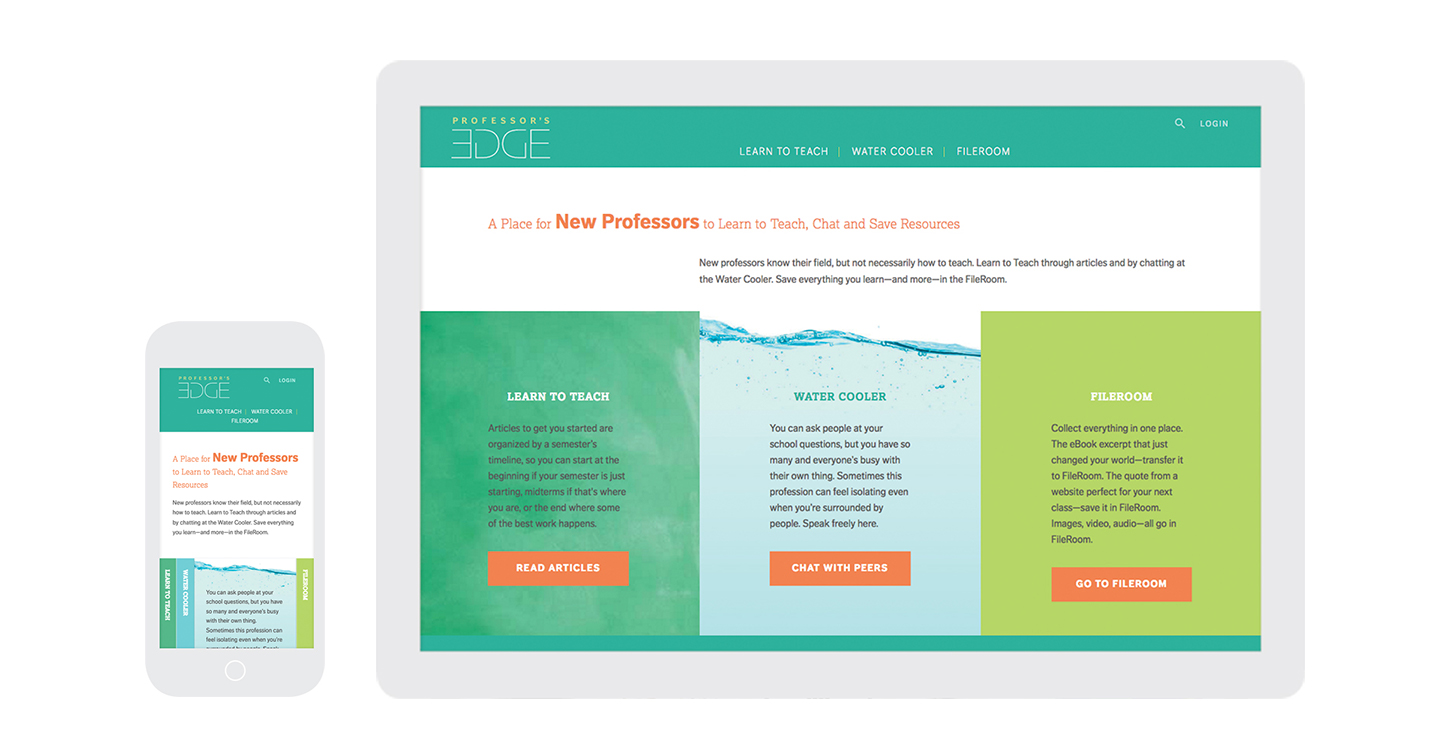 PROFESSOR'S
EDGE
LOGIN
LEARN TO TEACH | WATER COOLER |
FILEROOM
A Place for New Professors
to Learn to Teach, Chat and Save
Resources
New professors know their field, but not necessarily
how to teach. Learn to Teach through articles and
by chatting at the Water Cooler. Save everything
you learn—and more—in the FileRoom.
LEARN TO TEACH
WATER COOLER
You can ask people at your
school questions, but you have
so many and everyone's busy
with their own thing.
Sometimes this profession can
feel isolating even when you're
surrounded by people. Speak
FILEROOM
PROFESSOR'S
EDGE
LOGIN
LEARN TO TEACH | WATER COOLER | FILEROOM
A Place for New Professors to Learn to Teach, Chat and Save Resources
New professors know their field, but not necessarily how to teach. Learn to Teach through articles and by chatting at
the Water Cooler. Save everything you learn—and more—in the FileRoom.
LEARN TO TEACH
Articles to get you started are
organized by a semester's
timeline, so you can start at the
beginning if your semester is just
starting, midterms if that's where
you are, or the end where some
of the best work happens.
READ ARTICLES
WATER COOLER
You can ask people at your
school questions, but you have so
many and everyone's busy with
their own thing. Sometimes this
profession can feel isolating even
when you're surrounded by
people. Speak freely here.
CHAT WITH PEERS
FILEROOM
Collect everything in one place.
The eBook excerpt that just
changed your world—transfer it
to FileRoom. The quote from a
website perfect for your next
class—save it in FileRoom.
Images, video, audio—all go in
FileRoom.
GO TO FILEROOM